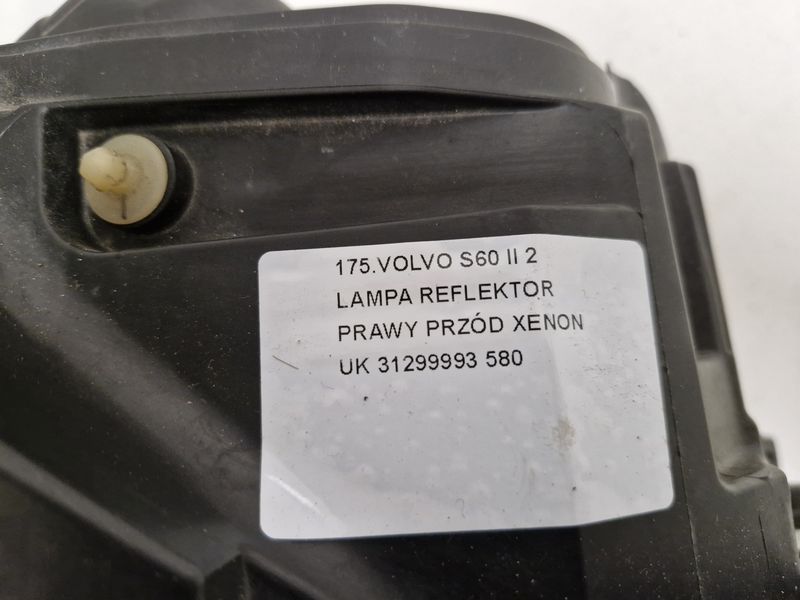 175.VOLVO S60 II 2
LAMPA REFLEKTOR
PRAWY PRZÓD XENON
UK 31299993 580